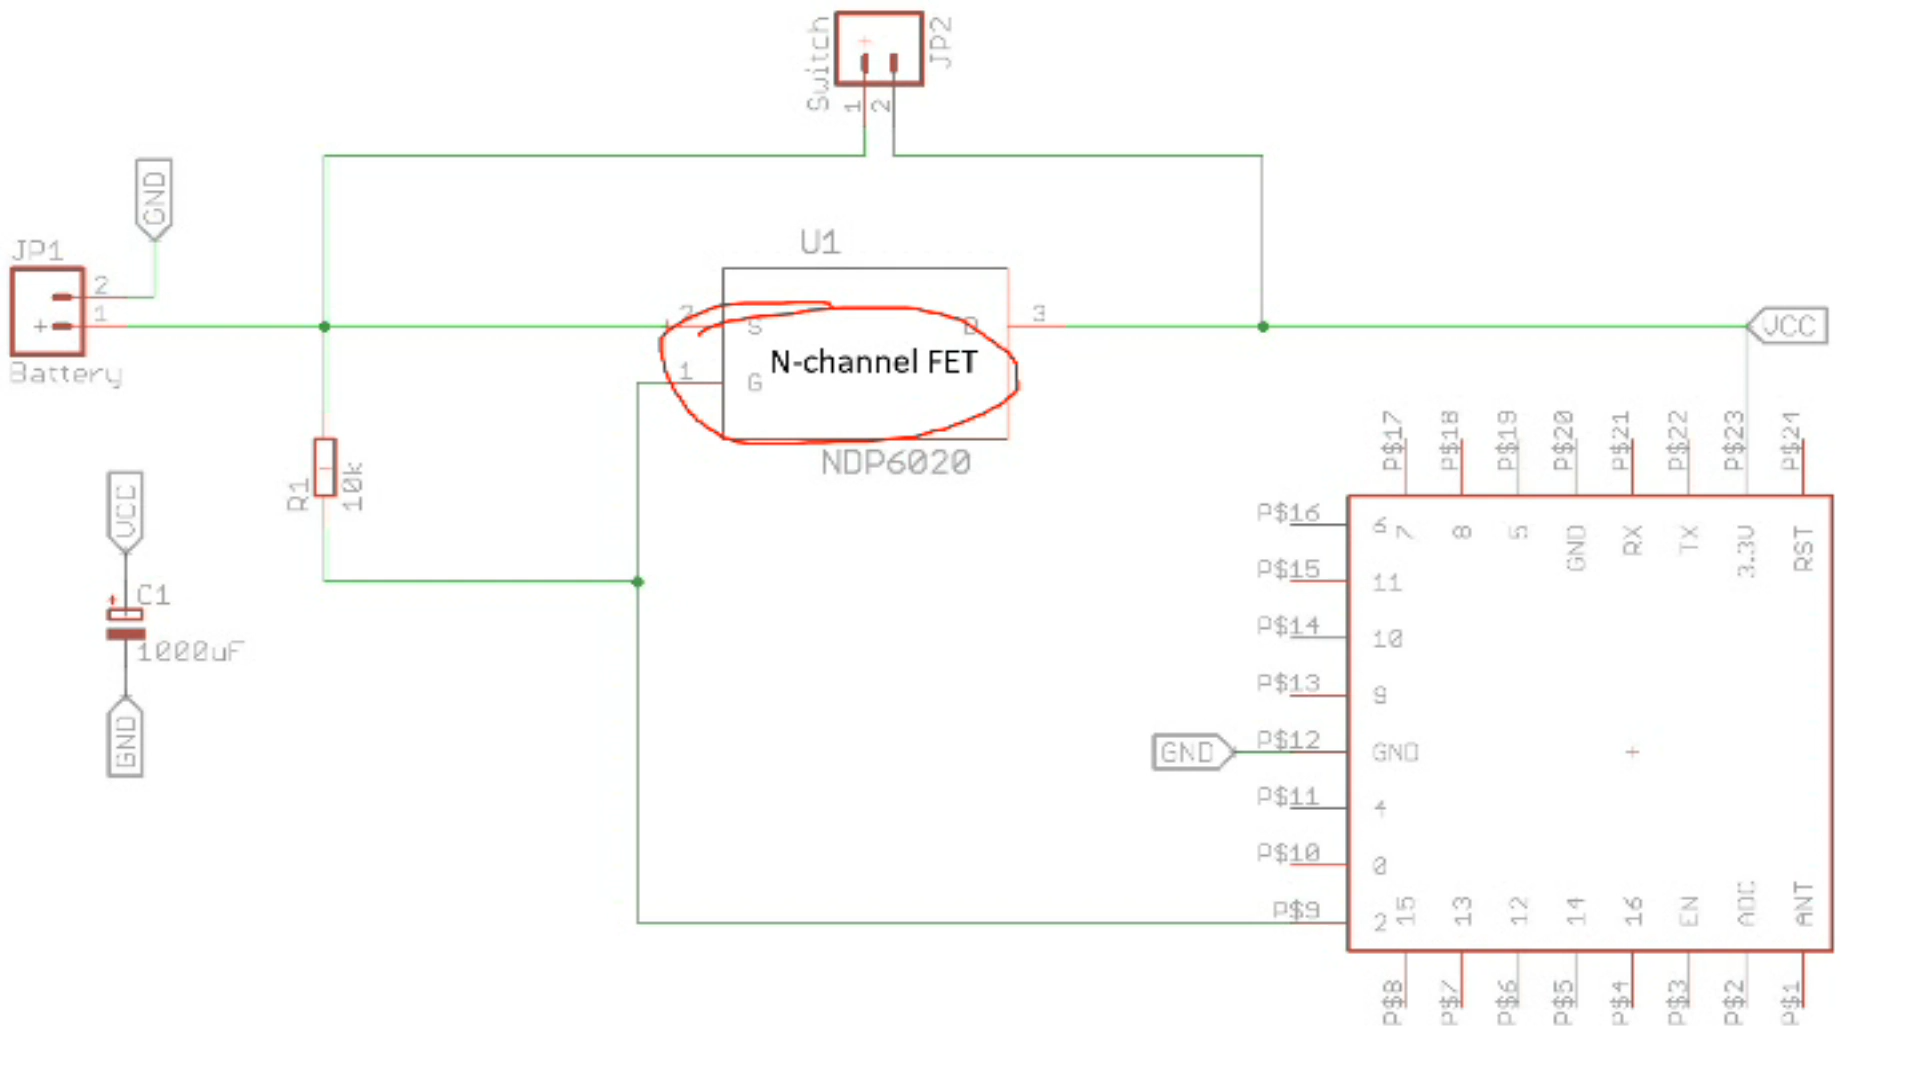 Switch
JP2
1
2
GND
JP1
2
1
+
Battery
U1
2
S
D
3
N-channel FET
1
G
NDP6020
VCC
R1
10k
VCC
C1
1000uF
GND
P$17
P$18
P$19
P$20
P$21
P$22
P$23
P$24
7
8
5
GND
RX
TX
3.3V
RST
P$16
6
P$15
11
P$14
10
P$13
9
GND
P$12
GND
P$11
4
P$10
0
P$9
2
15
13
12
14
16
EN
ADC
ANT
P$8
P$7
P$6
P$5
P$4
P$3
P$2
P$1